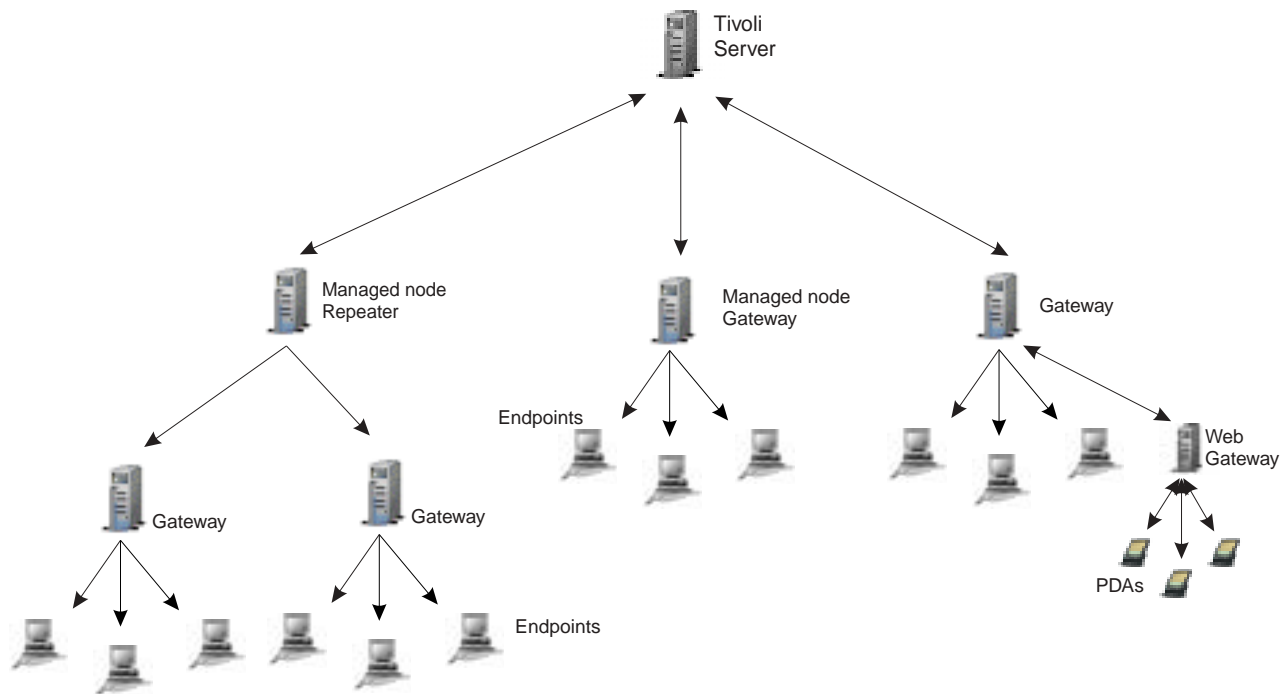 Tivoli
Server
Managed node
Repeater
Managed node
Gateway
Gateway
Endpoints
Web
Gateway
Gateway
Gateway
PDAs
Endpoints